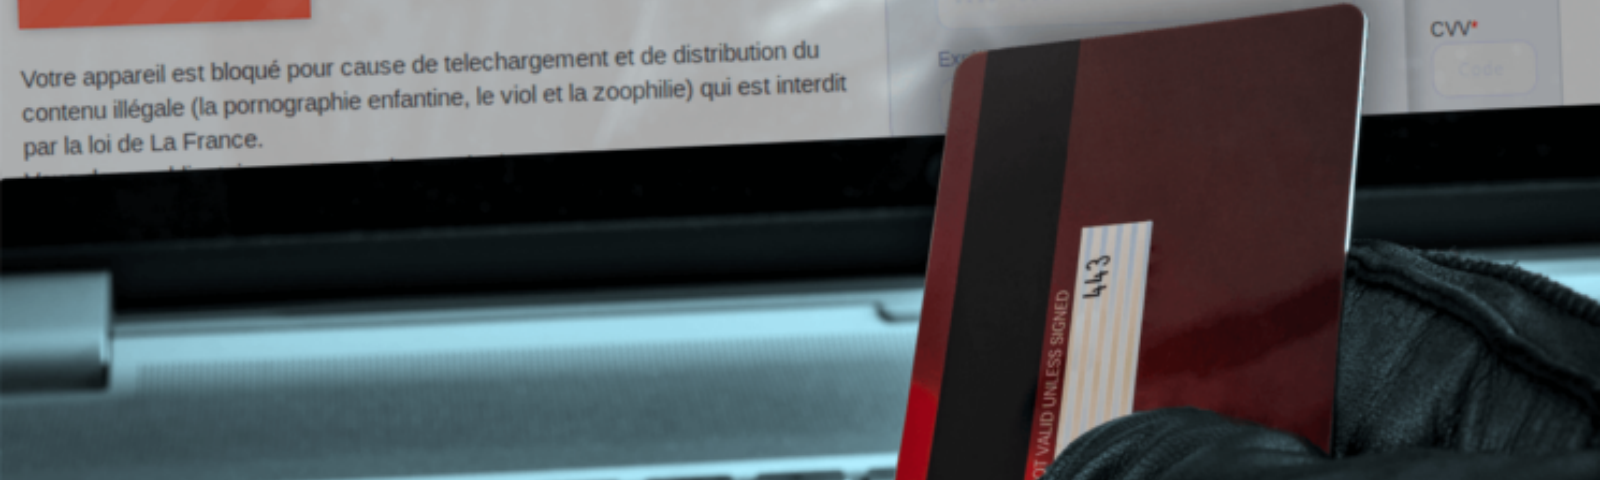 Votre appareil est bloqué pour cause de telechargement et de distribution du
contenu illégale (la pornographie enfantine, le viol et la zoophilie) qui est interdit
par la loi de La France.
CVV*
Code
443
VALID UNLESS SIGNED